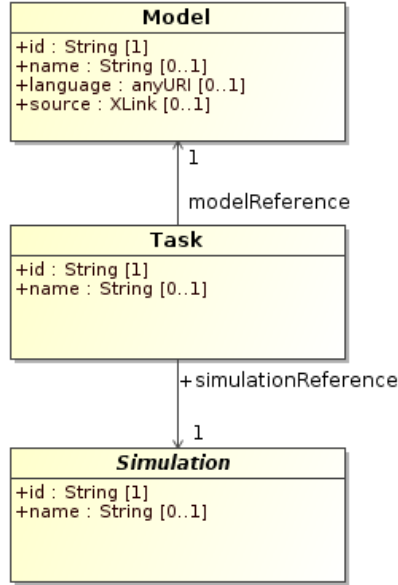 Model
+id : String [1]
+name : String [0..1]
+language : anyURI [0..1]
+source : XLink [0..1]
1
modelReference
Task
+id : String [1]
+name : String [0..1]
+simulationReference
1
Simulation
+id : String [1]
+name : String [0..1]